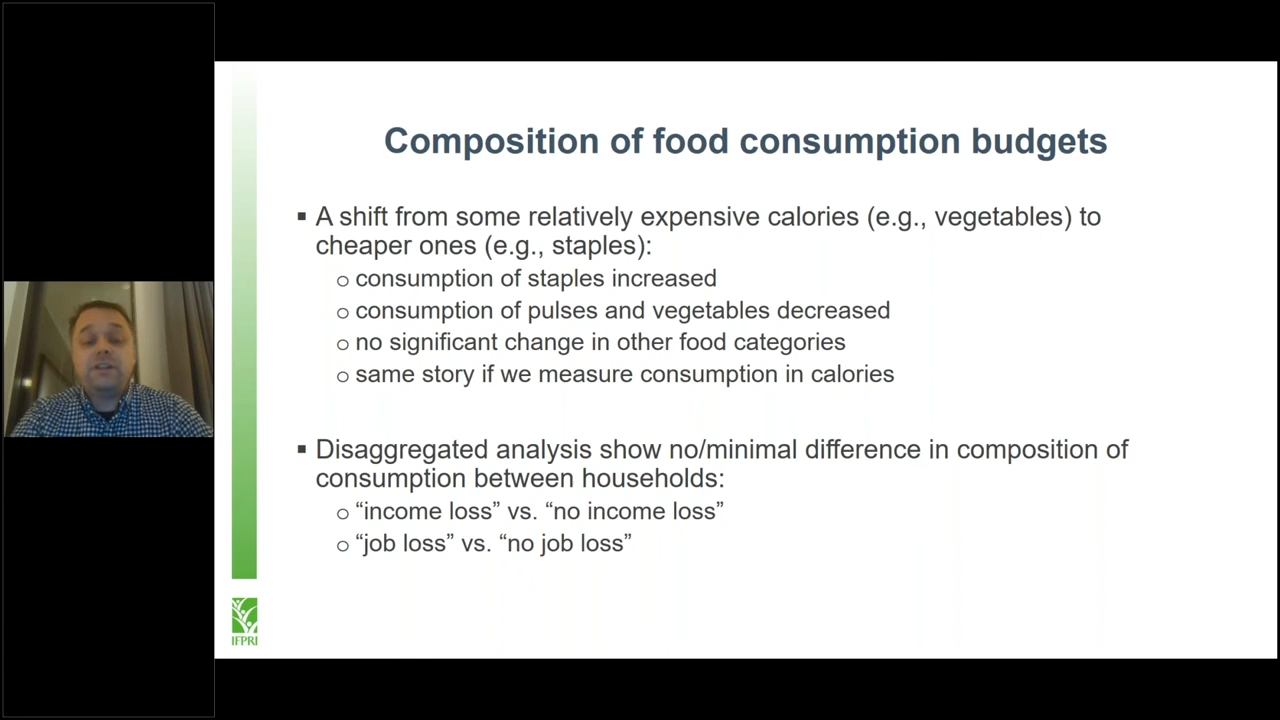 Composition of food consumption budgets
▪ A shift from some relatively expensive calories (e.g., vegetables) to
cheaper ones (e.g., staples):
o consumption of staples increased
o consumption of pulses and vegetables decreased
o no significant change in other food categories
o same story if we measure consumption in calories
▪ Disaggregated analysis show no/minimal difference in composition of
consumption between households:
o “income loss” vs. “no income loss”
o “job loss” vs. “no job loss”
IFPRI